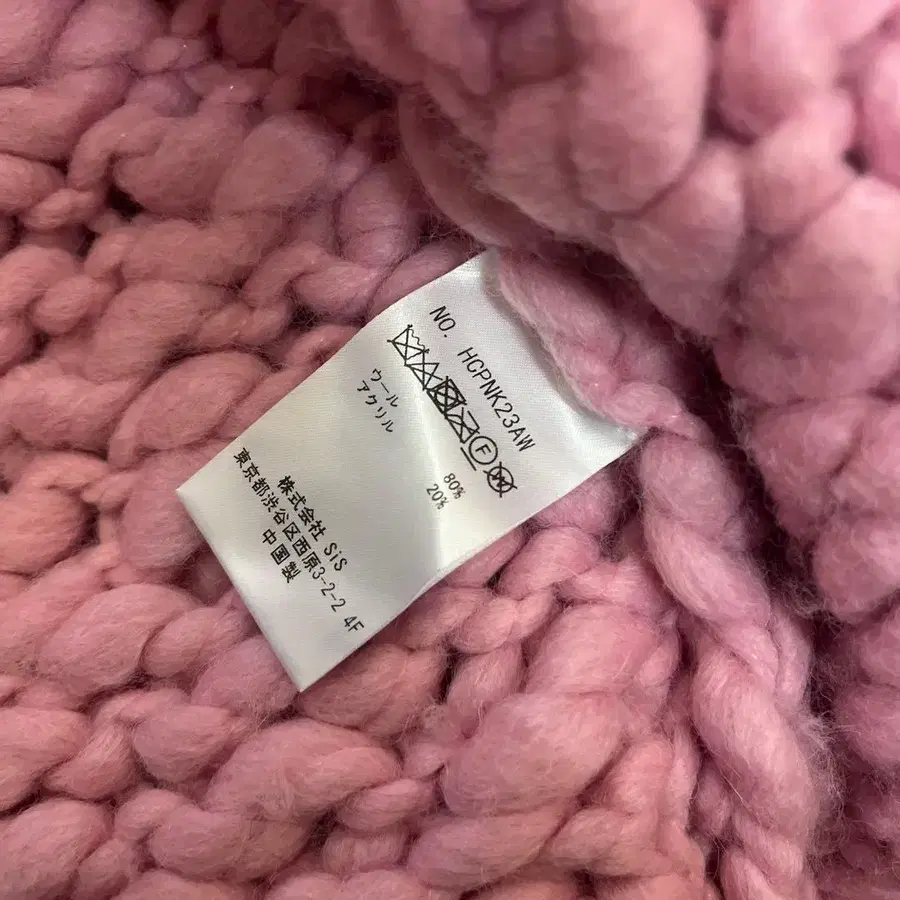 NO. HCPNK23AW
F W
ウール 80%
アクリル 20%
株式会社 SiS
東京都渋谷区西原3-2-2 4F
中国製